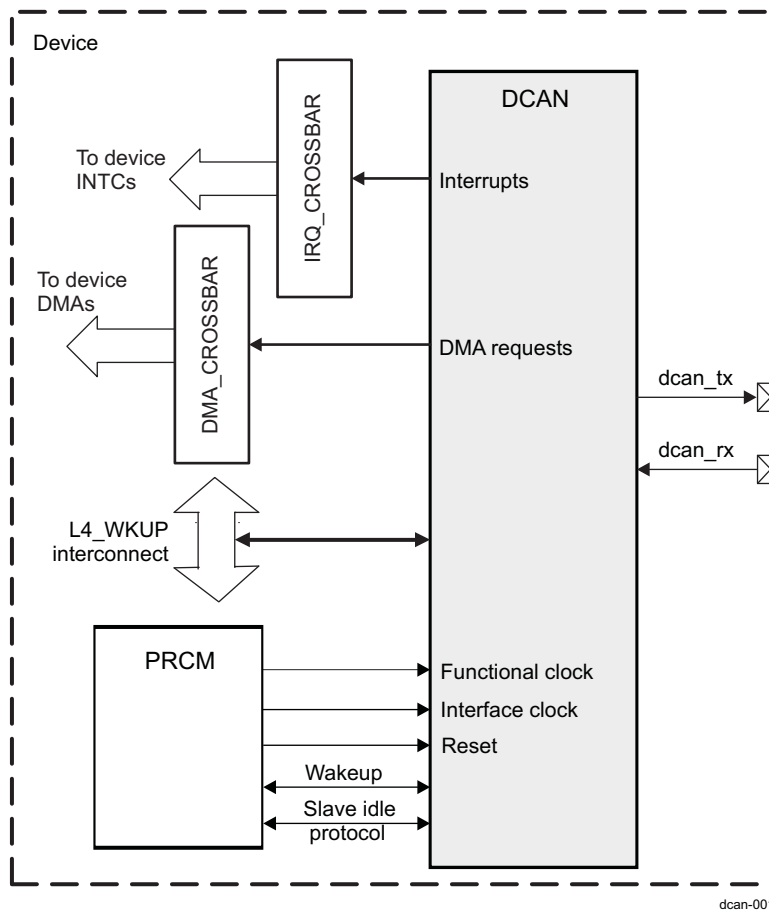 Device
DCAN
To device
INTCs
IRQ_CROSSBAR
Interrupts
To device
DMAs
DMA_CROSSBAR
DMA requests
dcan_tx
dcan_rx
L4_WKUP
interconnect
PRCM
Functional clock
Interface clock
Reset
Wakeup
Slave idle
protocol
dcan-00